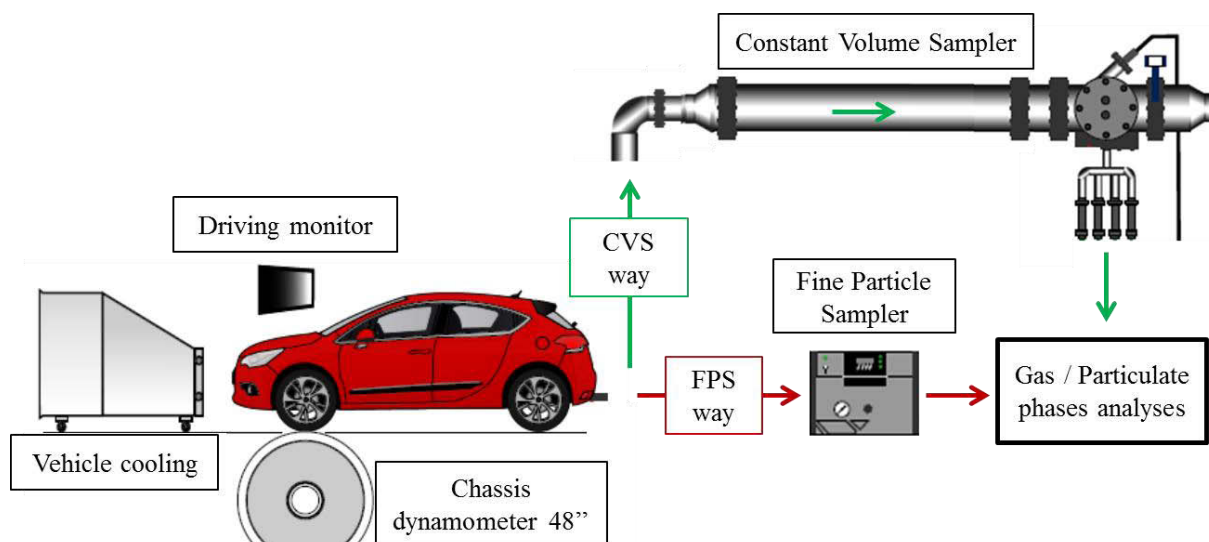 Constant Volume Sampler
Driving monitor
CVS
way
Fine Particle
Sampler
FPS
way
Gas / Particulate
phases analyses
Vehicle cooling
Chassis
dynamometer 48”